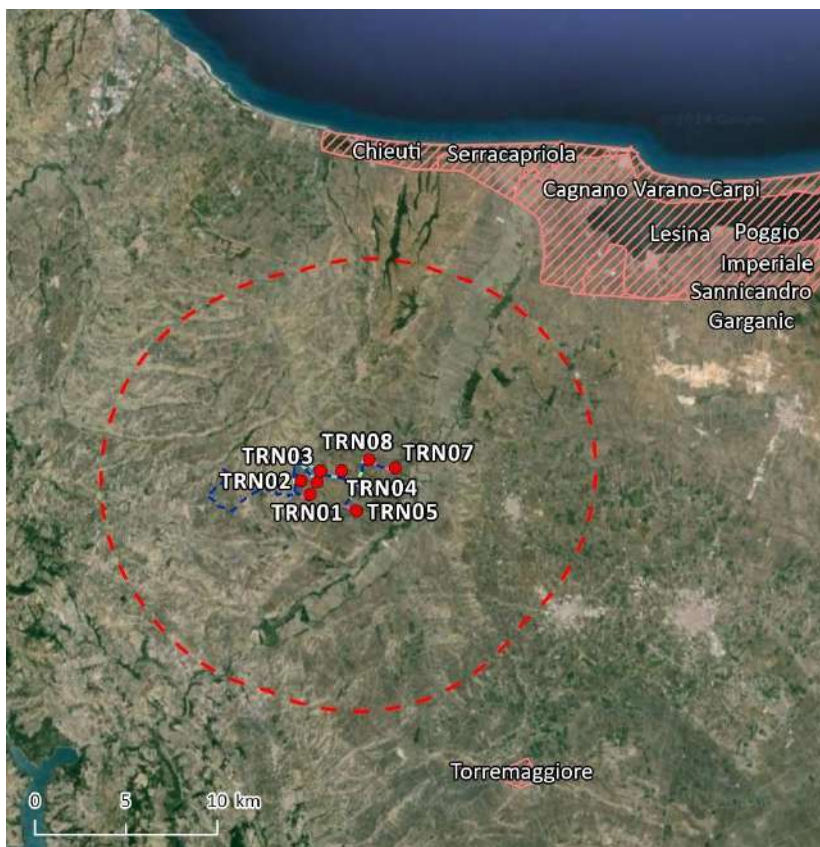 Chieuti
Serracapriola
Cagnano Varano-Carpi
Lesina
Poggio
Imperiale
Sannicandro
Garganic
TRN08
TRN03
TRN07
TRN02
TRN04
TRN01
TRN05
Torremaggiore
0 5 10 km